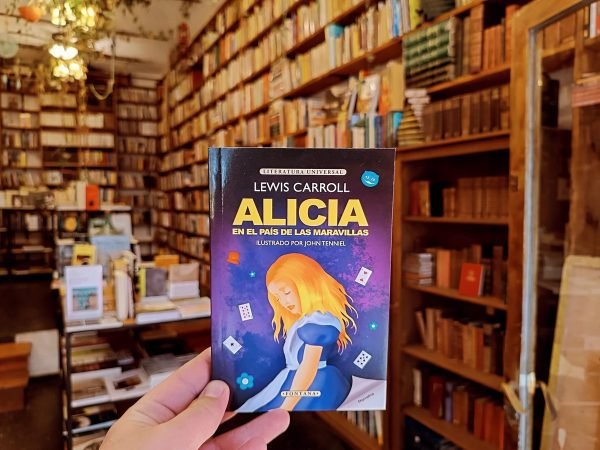 LITERATURA UNIVERSAL
LEWIS CARROLL
ALICIA
EN EL PAÍS DE LAS MARAVILLAS
ILUSTRADO POR JOHN TENNIEL
FONTANA